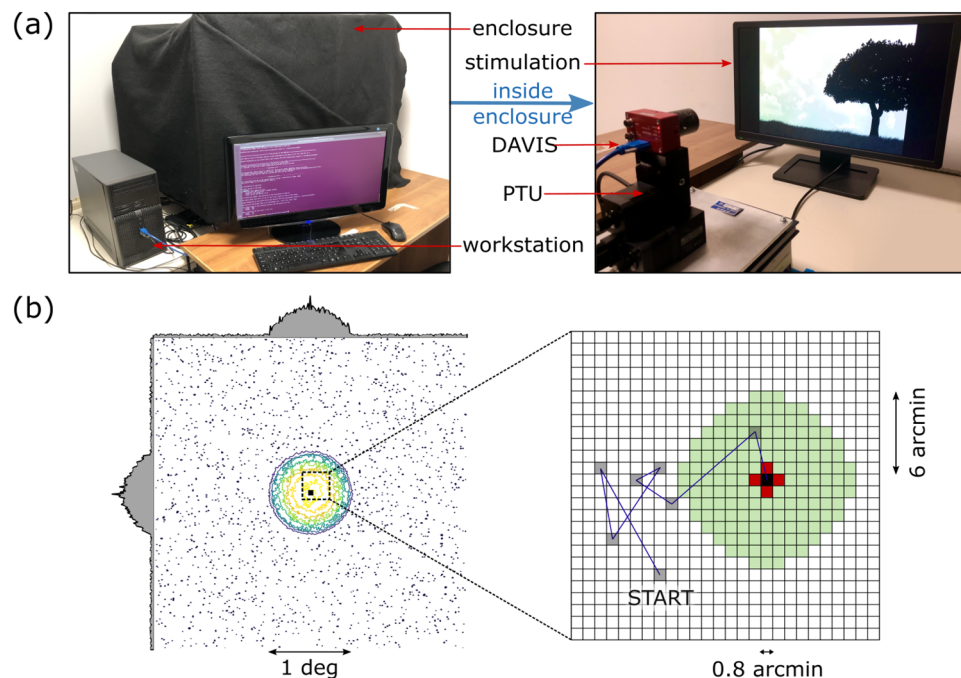 (a)
enclosure
stimulation
inside
enclosure
DAVIS
PTU
workstation
(b)
START
6 arcmin
1 deg
0.8 arcmin